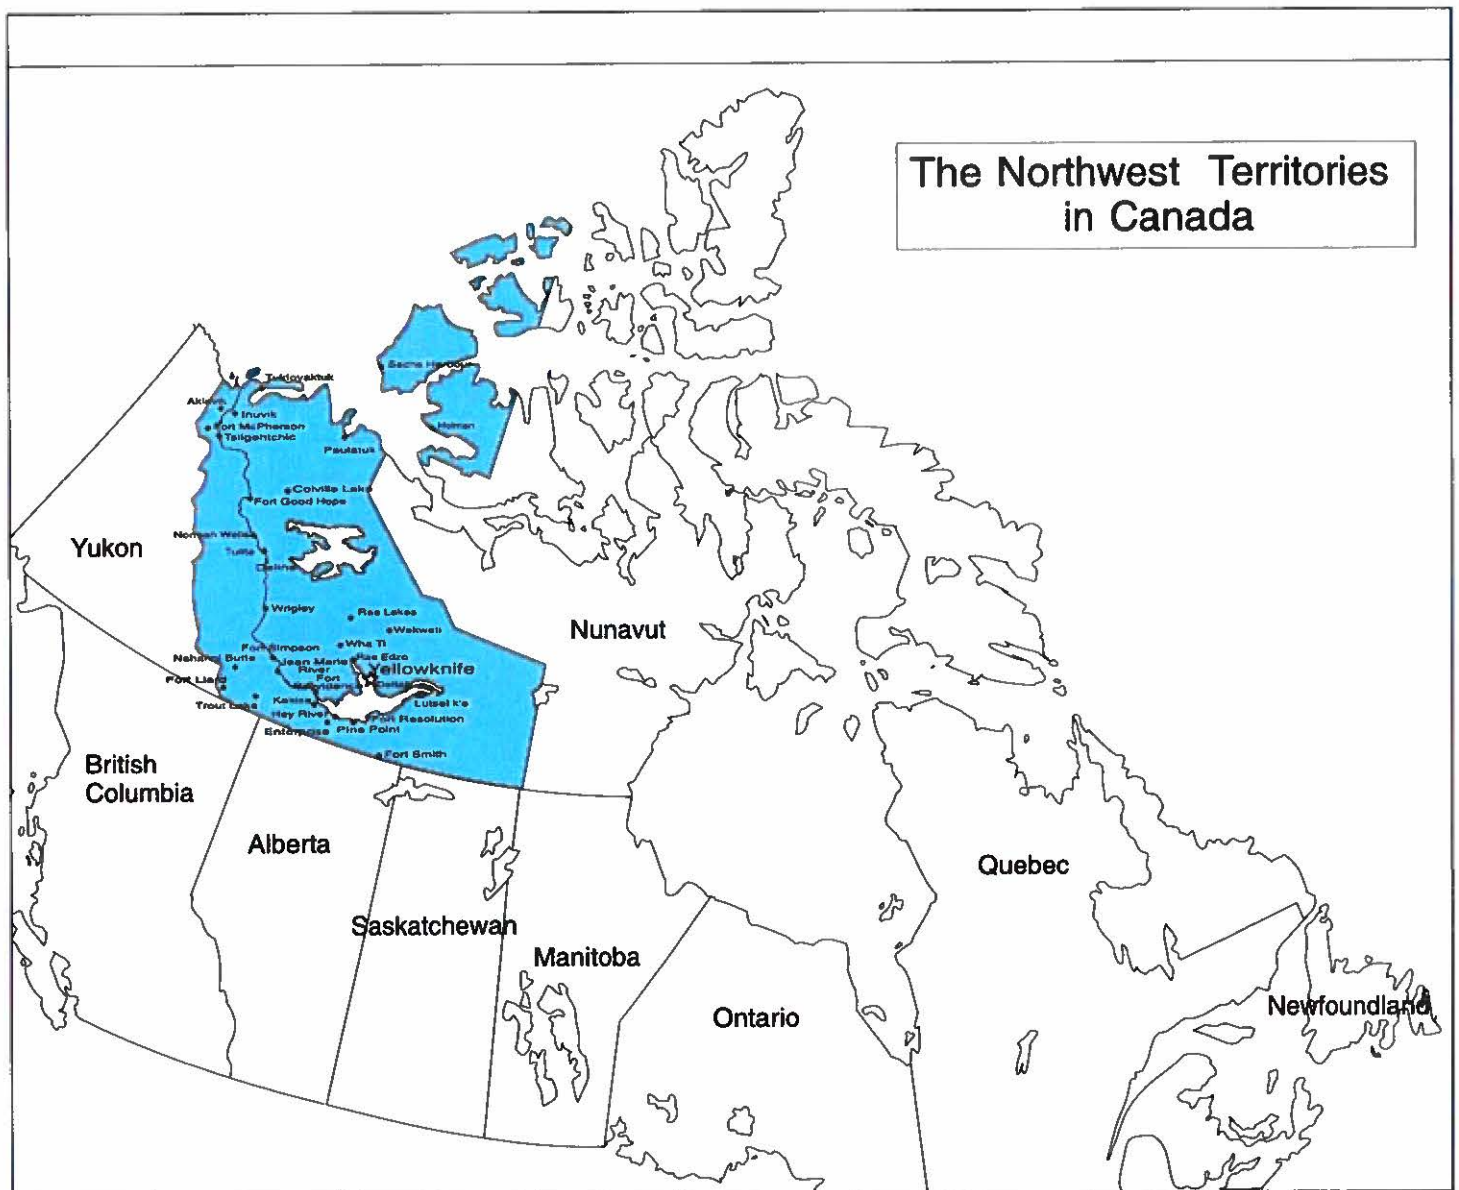 The Northwest Territories
in Canada
Tuktoyaktuk
Sachs Harbour
Aklavik
Inuvik
Fort McPherson
Tsiigehtchic
Holman
Paulatuk
Colville Lake
Fort Good Hope
Norman Wells
Yukon
Tulita
Deline
Wrigley
Rae Lakes
Wekweti
Nunavut
Fort Simpson
Wha Ti
Nahanni Butte
Jean Marie
River
Rae Edzo
Yellowknife
Fort Liard
Fort
Providence
Dettah
Trout Lake
Kakisa
Lutsel k'e
Hay River
Fort Resolution
Enterprise
Pine Point
Fort Smith
British
Columbia
Alberta
Quebec
Saskatchewan
Manitoba
Newfoundland
Ontario